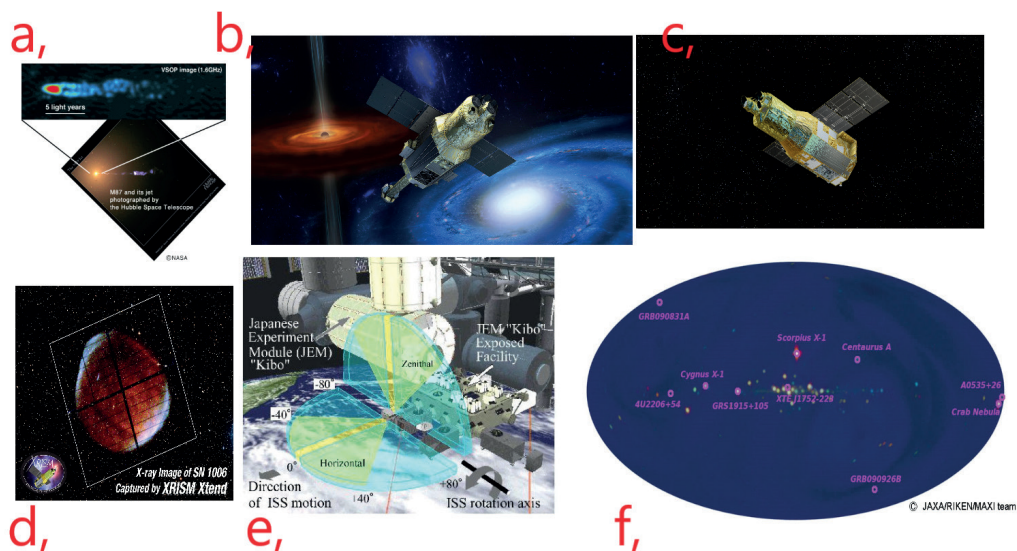 a,
b,
c,
VSOP image (1.6GHz)
5 light years
M87 and its jet
photographed by
the Hubble Space Telescope
©NASA
X-ray Image of SN 1006
Captured by XRISM Xtend
XRISM
d,
Japanese
Experiment
Module (JEM)
"Kibo"
JEM "Kibo"
Exposed
Facility
Zenithal
-80°
-40°
0°
Horizontal
+40°
+80°
Direction
of ISS motion
ISS rotation axis
e,
GRB090831A
Scorpius X-1
Centaurus A
Cygnus X-1
4U2206+54
GRS1915+105
XTE J1752-223
A0535+26
Crab Nebula
GRB090926B
© JAXA/RIKEN/MAXI team
f,